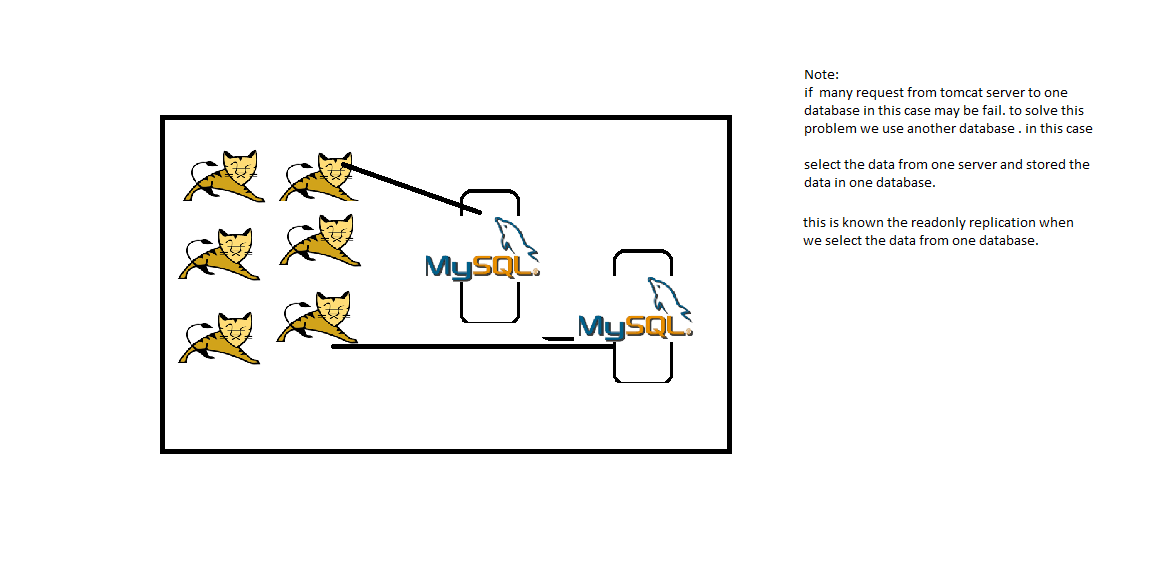 Note:
if  many request from tomcat server to one
database in this case may be fail. to solve this
problem we use another database . in this case
select the data from one server and stored the
data in one database.
this is known the readonly replication when
we select the data from one database.
MySQL.
MySQL.